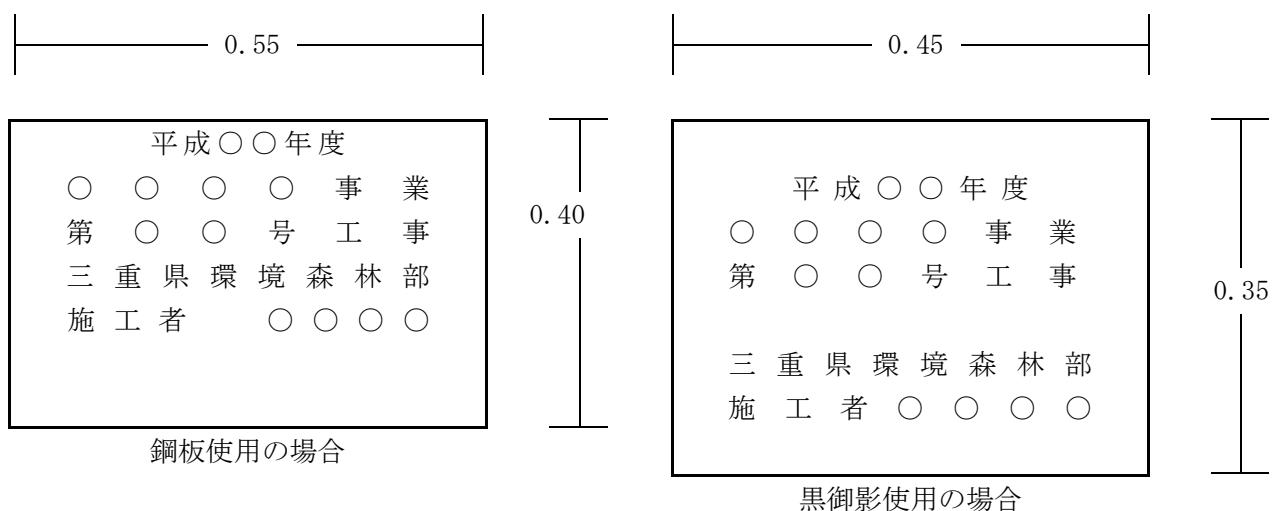 0.55
平成○○年度
○○○○事業
第○○号工事
三重県環境森林部
施工者 ○○○○
0.40
鋼板使用の場合
0.45
平成○○年度
○○○○事業
第○○号工事
三重県環境森林部
施工者○○○○
0.35
黒御影使用の場合